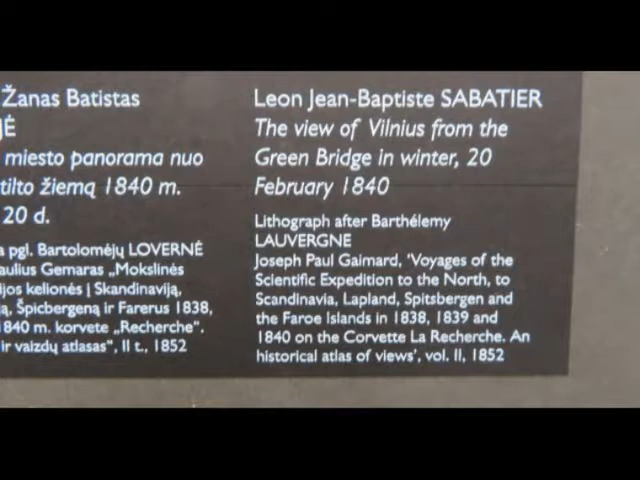 Žanas Batistas
miesto panorama nuo
tilto žiemą 1840 m.
20 d.
pgl. Bartolomėjų LOVERNĖ
Gemaras „Mokslinės
kelionės į Skandinaviją,
Špicbergeną ir Farerus 1838,
1840 m. korvete „Recherche“.
ir vaizdų atlasas“, II t., 1852
Leon Jean-Baptiste SABATIER
The view of Vilnius from the
Green Bridge in winter, 20
February 1840
Lithograph after Barthélemy
LAUVERGNE
Joseph Paul Gaimard, ‘Voyages of the
Scientific Expedition to the North, to
Scandinavia, Lapland, Spitsbergen and
the Faroe Islands in 1838, 1839 and
1840 on the Corvette La Recherche. An
historical atlas of views’, vol. II, 1852